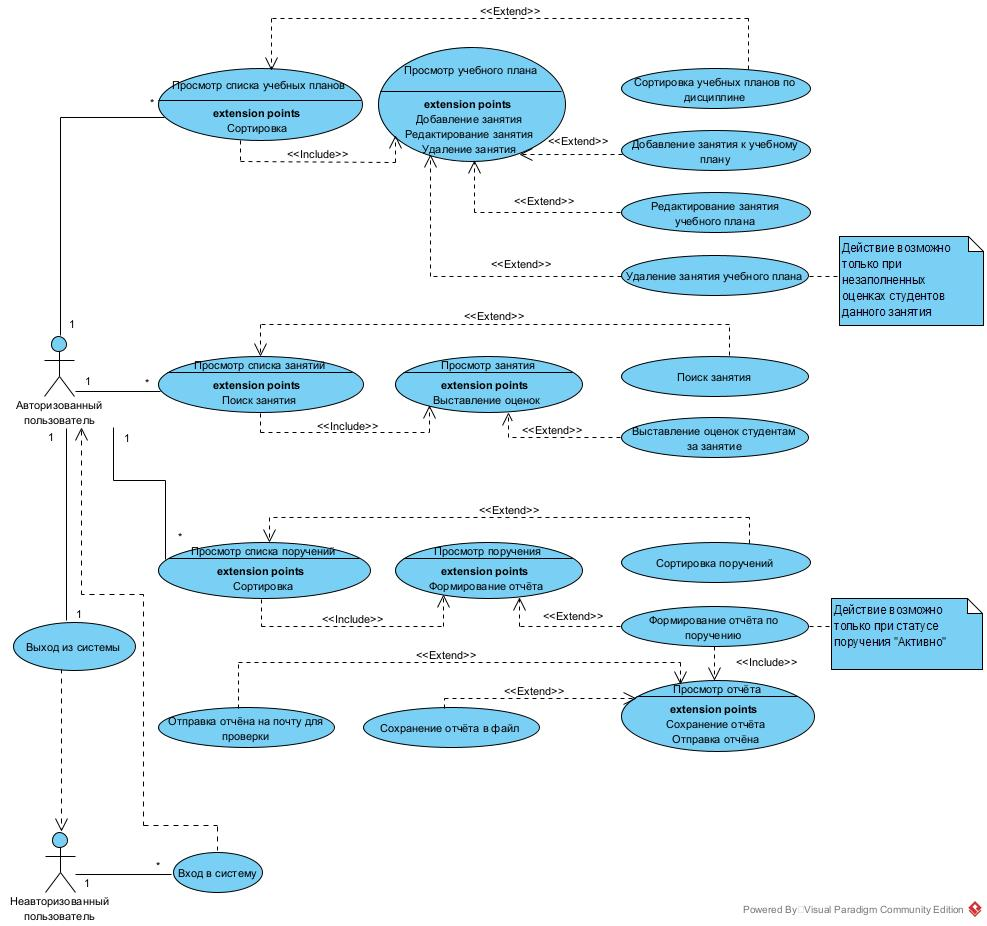 <<Extend>>
Просмотр списка учебных планов
extension points
Сортировка
Просмотр учебного плана
extension points
Добавление занятия
Редактирование занятия
Удаление занятия
Сортировка учебных планов по
дисциплине
*
<<Include>>
<<Extend>>
Добавление занятия к учебному
плану
<<Extend>>
Редактирование занятия
учебного плана
<<Extend>>
Удаление занятия учебного плана
Действие возможно
только при
незаполненных
оценках студентов
данного занятия
1
<<Extend>>
Просмотр списка занятий
extension points
Поиск занятия
Просмотр занятия
extension points
Выставление оценок
Поиск занятия
1
*
Авторизованный
пользователь
<<Include>>
<<Extend>>
Выставление оценок студентам
за занятие
1
1
<<Extend>>
*
Просмотр списка поручений
extension points
Сортировка
Просмотр поручения
extension points
Формирование отчёта
Сортировка поручений
<<Include>>
<<Extend>>
Формирование отчёта по
поручению
Действие возможно
только при статусе
поручения "Активно"
1
Выход из системы
<<Extend>>
<<Include>>
<<Extend>>
Просмотр отчёта
extension points
Сохранение отчёта
Отправка отчёна
Отправка отчёна на почту для
проверки
Сохранение отчёта в файл
*
1
Вход в систему
Неавторизованный
пользователь
Powered By Visual Paradigm Community Edition